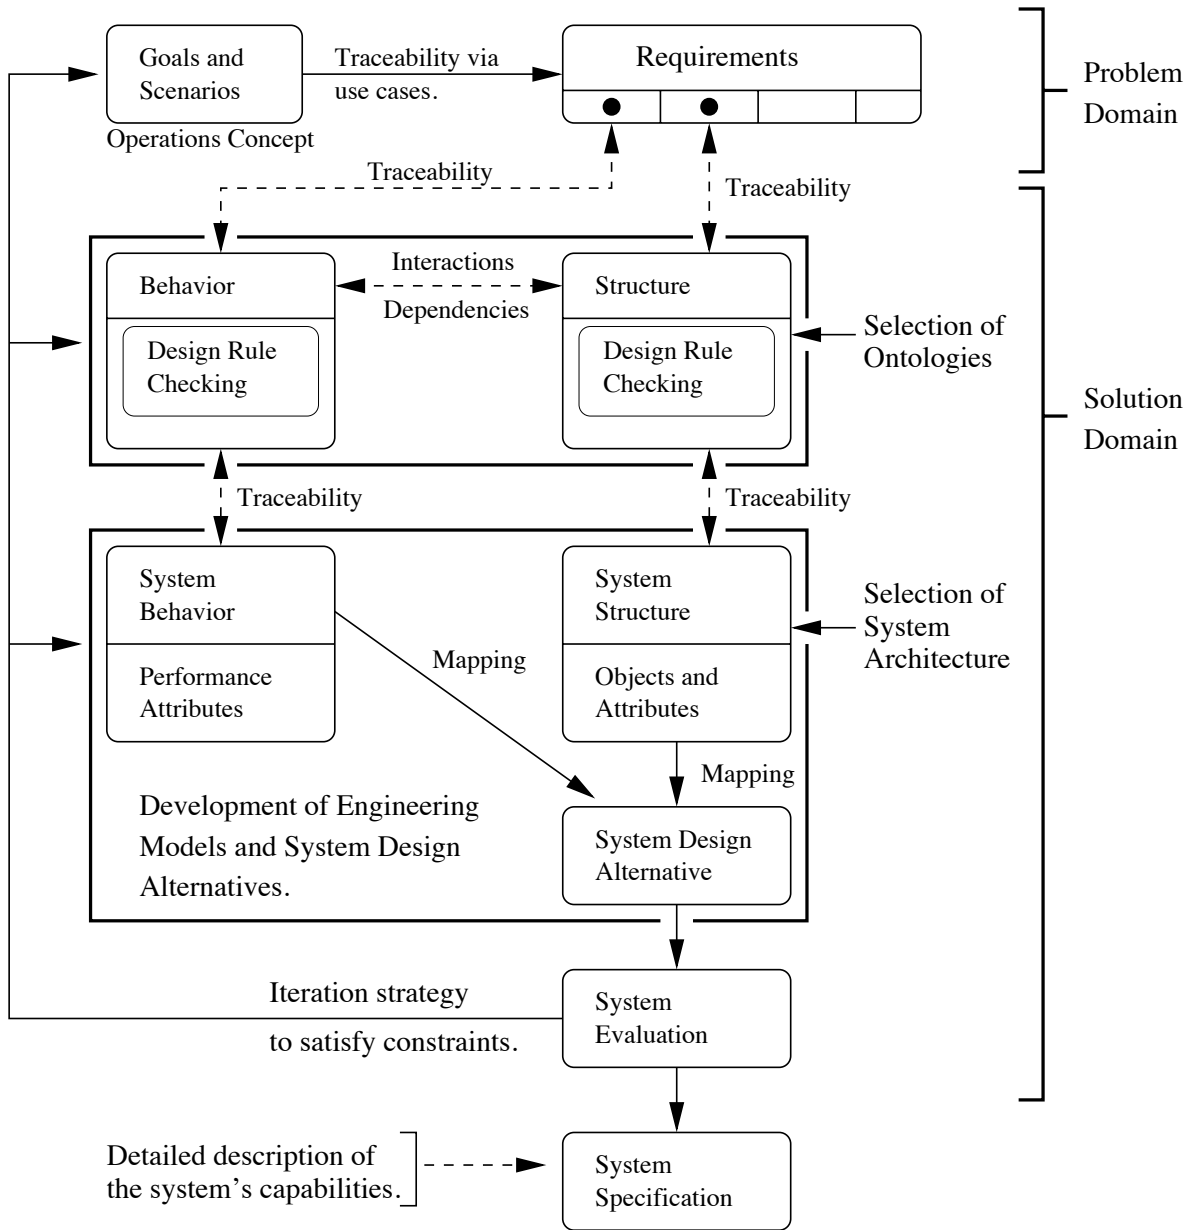 Goals and
Scenarios
Operations Concept
Traceability via
use cases.
Requirements
Problem
Domain
Traceability
Traceability
Behavior
Design Rule
Checking
Interactions
Dependencies
Structure
Design Rule
Checking
Selection of
Ontologies
Solution
Domain
Traceability
Traceability
System
Behavior
Performance
Attributes
Mapping
System
Structure
Objects and
Attributes
Selection of
System
Architecture
Mapping
Development of Engineering
Models and System Design
Alternatives.
System Design
Alternative
Iteration strategy
to satisfy constraints.
System
Evaluation
Detailed description of
the system's capabilities.
System
Specification